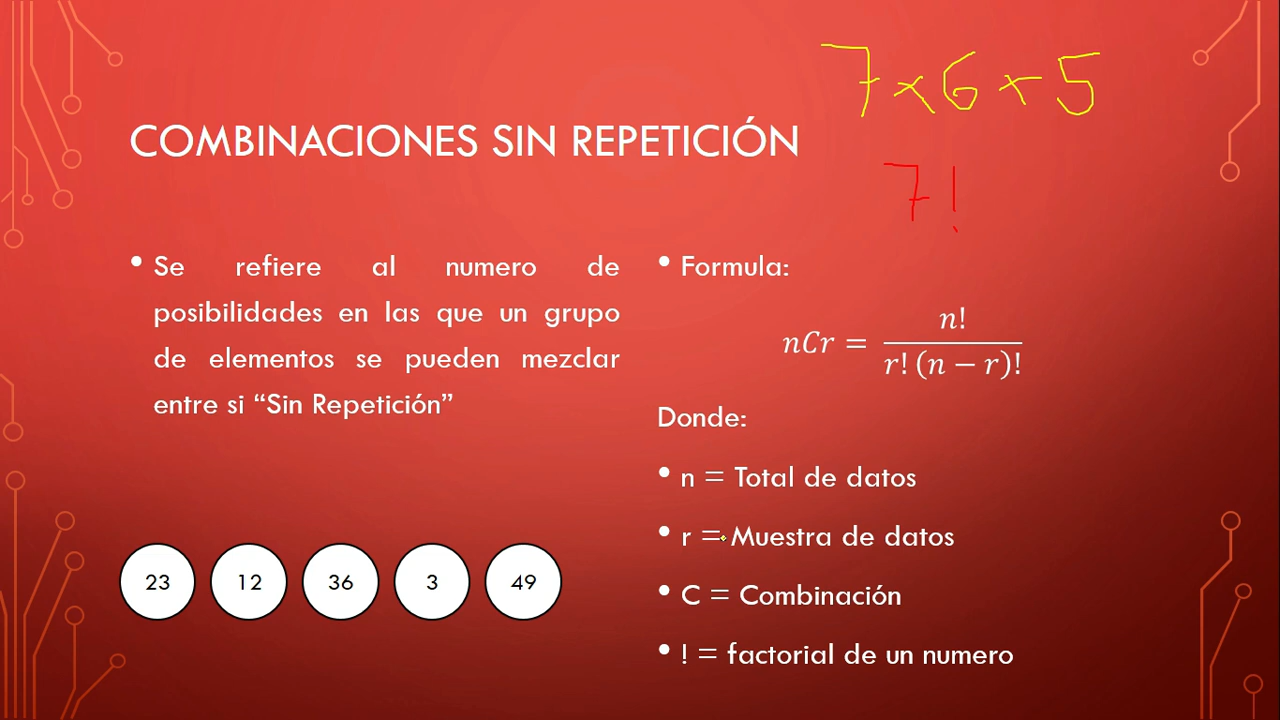 7x6x5
COMBINACIONES SIN REPETICIÓN
7!
• Se refiere al numero de
posibilidades en las que un grupo
de elementos se pueden mezclar
entre si “Sin Repetición”
23 12 36 3 49
• Formula:
nCr = n! / r! (n − r)!
Donde:
• n = Total de datos
• r = Muestra de datos
• C = Combinación
• ! = factorial de un numero